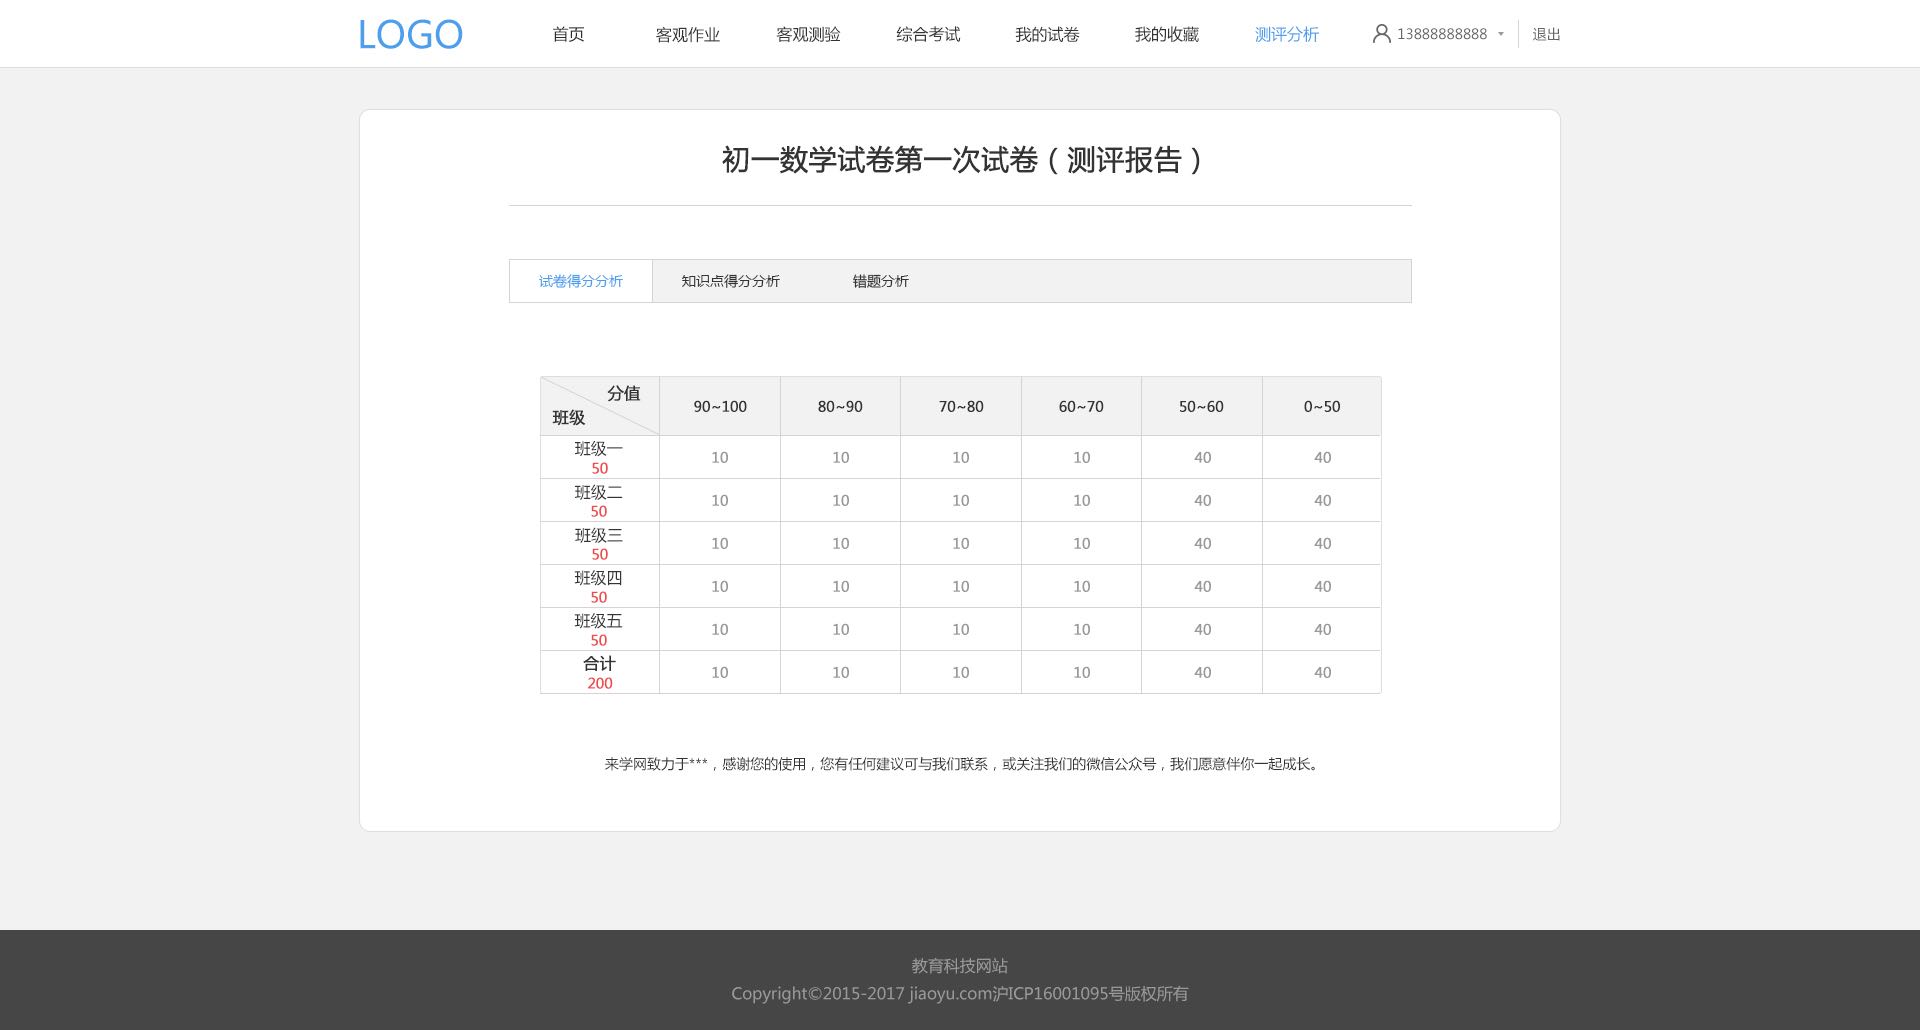 LOGO 首页 客观作业 客观测验 综合考试 我的试卷 我的收藏 测评分析 13888888888 退出
初一数学试卷第一次试卷（测评报告）
试卷得分分析 知识点得分分析 错题分析
分值 班级 90~100 80~90 70~80 60~70 50~60 0~50
班级一 50 10 10 10 10 40 40
班级二 50 10 10 10 10 40 40
班级三 50 10 10 10 10 40 40
班级四 50 10 10 10 10 40 40
班级五 50 10 10 10 10 40 40
合计 200 10 10 10 10 40 40
来学网致力于***，感谢您的使用，您有任何建议可与我们联系，或关注我们的微信公众号，我们愿意伴你一起成长。
教育科技网站
Copyright©2015-2017 jiaoyu.com沪ICP16001095号版权所有